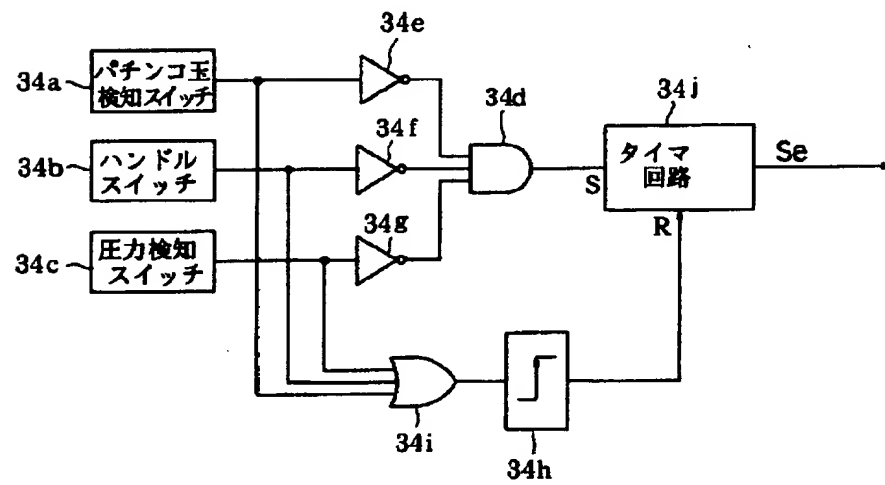 34e
34a
パチンコ玉
検知スイッチ
34d
34j
34f
34b
ハンドル
スイッチ
タイマ
回路
S
Se
34g
R
34c
圧力検知
スイッチ
34i
34h